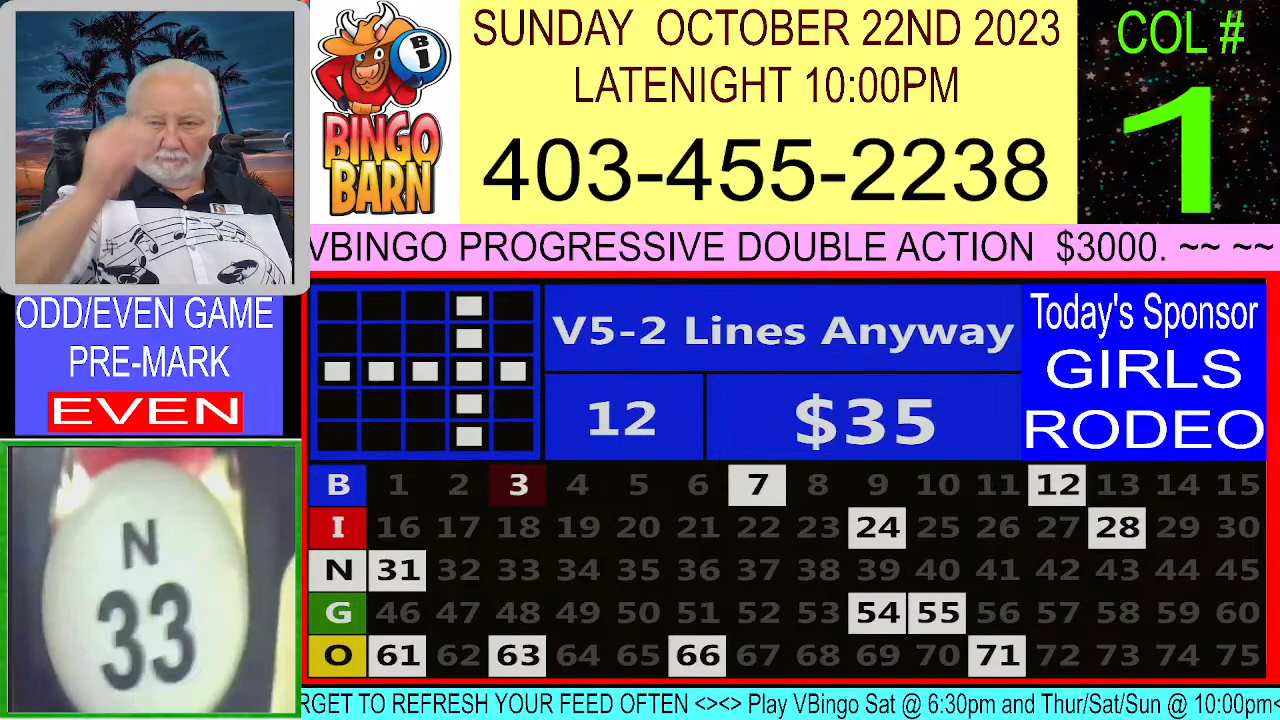 BI
BINGO
BARN
SUNDAY OCTOBER 22ND 2023
LATENIGHT 10:00PM
403-455-2238
COL #
1
VBINGO PROGRESSIVE DOUBLE ACTION $3000. ~~ ~~
ODD/EVEN GAME
PRE-MARK
EVEN
V5-2 Lines Anyway
12
$35
Today's Sponsor
GIRLS
RODEO
N
33
B 1 2 3 4 5 6 7 8 9 10 11 12 13 14 15
I 16 17 18 19 20 21 22 23 24 25 26 27 28 29 30
N 31 32 33 34 35 36 37 38 39 40 41 42 43 44 45
G 46 47 48 49 50 51 52 53 54 55 56 57 58 59 60
O 61 62 63 64 65 66 67 68 69 70 71 72 73 74 75
RGET TO REFRESH YOUR FEED OFTEN <><> Play VBingo Sat @ 6:30pm and Thur/Sat/Sun @ 10:00pm<